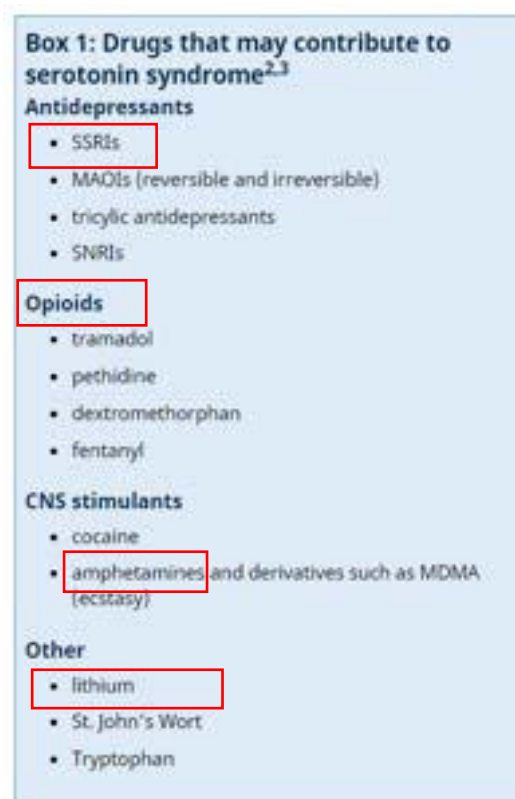 Box 1: Drugs that may contribute to
serotonin syndrome2,3
Antidepressants
• SSRIs
• MAOIs (reversible and irreversible)
• tricylic antidepressants
• SNRIs
Opioids
• tramadol
• pethidine
• dextromethorphan
• fentanyl
CNS stimulants
• cocaine
• amphetamines and derivatives such as MDMA
(ecstasy)
Other
• lithium
• St. John's Wort
• Tryptophan